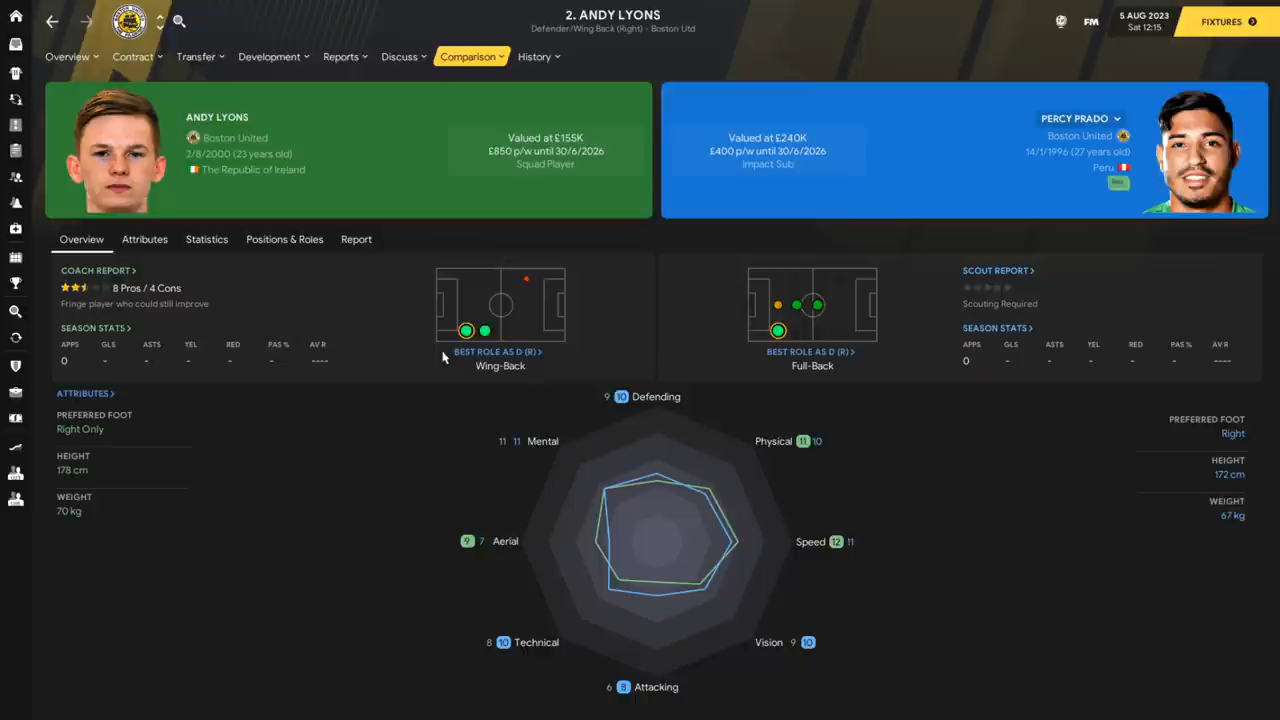 2. ANDY LYONS
Defender/Wing Back (Right) - Boston Utd
FM
5 AUG 2023
Sat 12:15
FIXTURES
Overview
Contract
Transfer
Development
Reports
Discuss
Comparison
History
ANDY LYONS
Boston United
2/8/2000 (23 years old)
The Republic of Ireland
Valued at £155K
£850 p/w until 30/6/2026
Squad Player
Valued at £240K
£400 p/w until 30/6/2026
Impact Sub
PERCY PRADO
Boston United
14/1/1996 (27 years old)
Peru
Overview
Attributes
Statistics
Positions & Roles
Report
COACH REPORT >
8 Pros / 4 Cons
Fringe player who could still improve
SEASON STATS >
APPS GLS ASTS YEL RED PAS % AV R
0 - - - - - ----
BEST ROLE AS D (R) >
Wing-Back
BEST ROLE AS D (R) >
Full-Back
SCOUT REPORT >
Scouting Required
SEASON STATS >
APPS GLS ASTS YEL RED PAS % AV R
0 - - - - - ----
ATTRIBUTES >
PREFERRED FOOT
Right Only
HEIGHT
178 cm
WEIGHT
70 kg
9 10 Defending
11 11 Mental
Physical 11 10
9 7 Aerial
Speed 12 11
8 10 Technical
Vision 9 10
6 8 Attacking
PREFERRED FOOT
Right
HEIGHT
172 cm
WEIGHT
67 kg